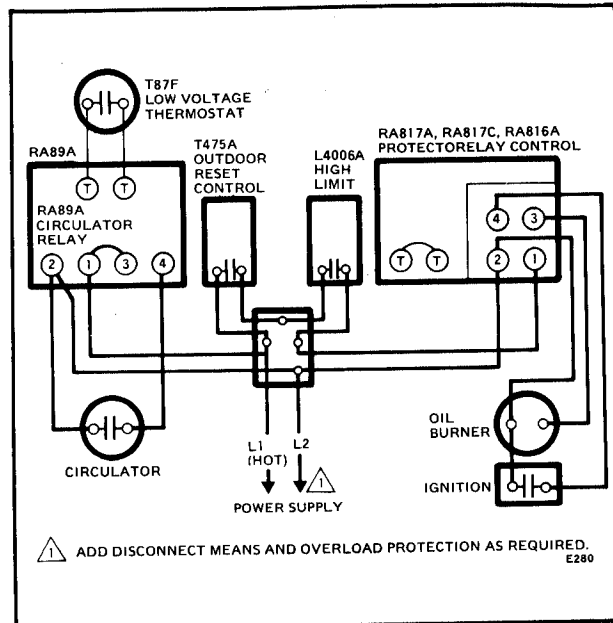 T87F
LOW VOLTAGE
THERMOSTAT
RA89A
T475A
OUTDOOR
RESET
CONTROL
L4006A
HIGH
LIMIT
RA817A, RA817C, RA816A
PROTECTORELAY CONTROL
T T
RA89A
CIRCULATOR
RELAY
2 1 3 4
4 3
T T 2 1
CIRCULATOR
L1
(HOT)
L2
1
POWER SUPPLY
OIL
BURNER
IGNITION
1 ADD DISCONNECT MEANS AND OVERLOAD PROTECTION AS REQUIRED.
E280